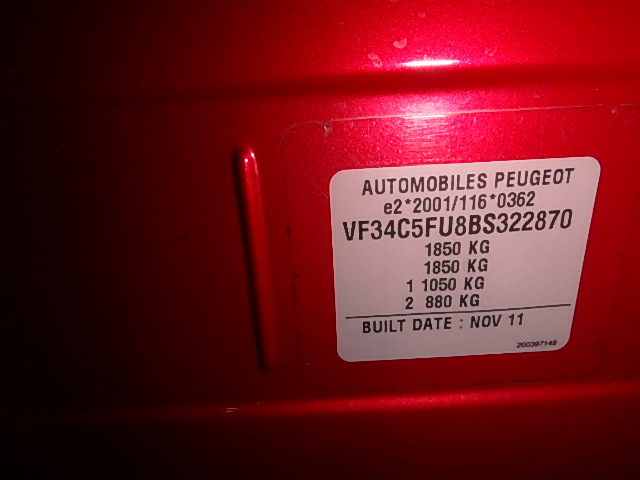 AUTOMOBILES PEUGEOT
e2*2001/116*0362
VF34C5FU8BS322870
1850 KG
1850 KG
1 1050 KG
2 880 KG
BUILT DATE : NOV 11
200397149